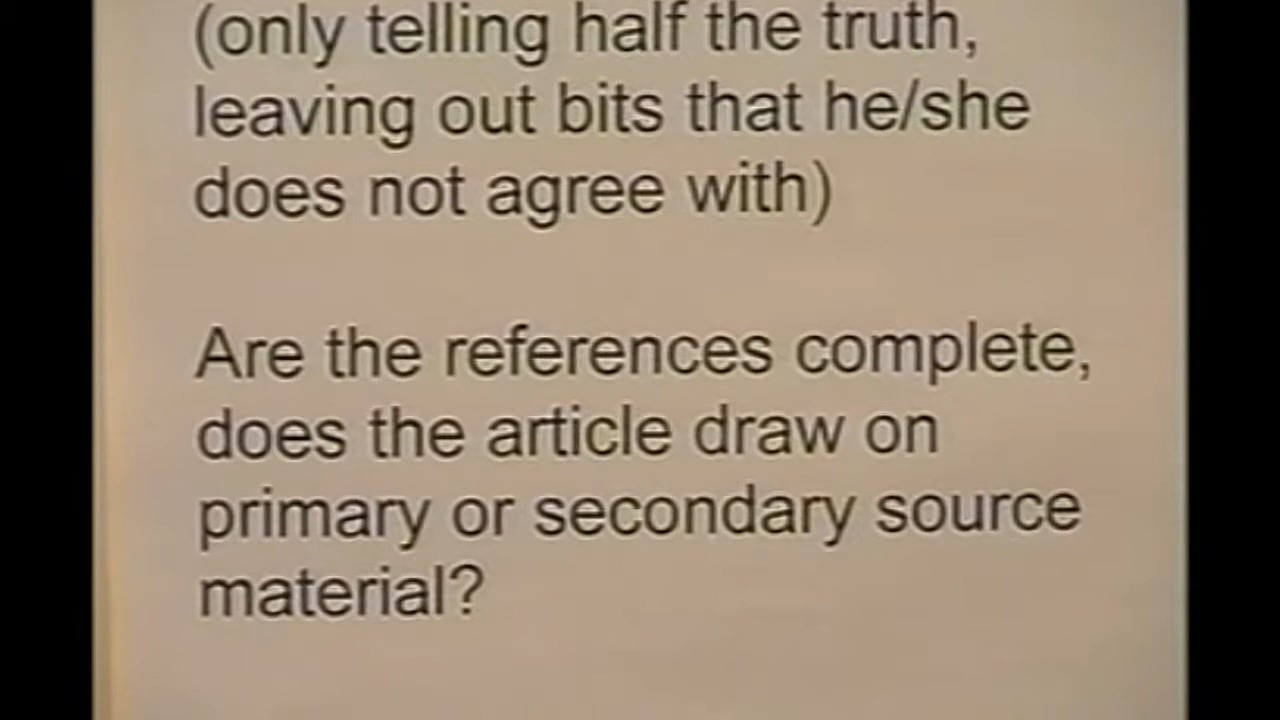 (only telling half the truth,
leaving out bits that he/she
does not agree with)
Are the references complete,
does the article draw on
primary or secondary source
material?